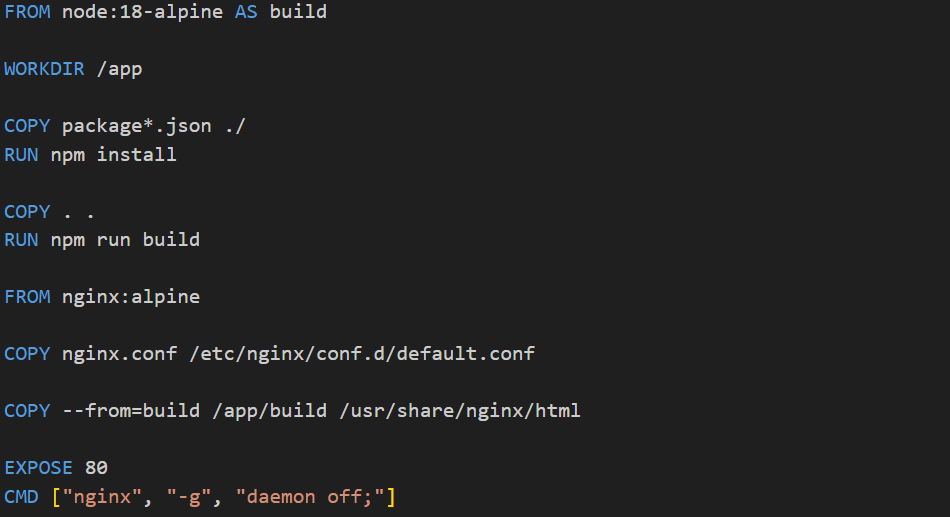 FROM node:18-alpine AS build
WORKDIR /app
COPY package*.json ./
RUN npm install
COPY . .
RUN npm run build
FROM nginx:alpine
COPY nginx.conf /etc/nginx/conf.d/default.conf
COPY --from=build /app/build /usr/share/nginx/html
EXPOSE 80
CMD ["nginx", "-g", "daemon off;"]